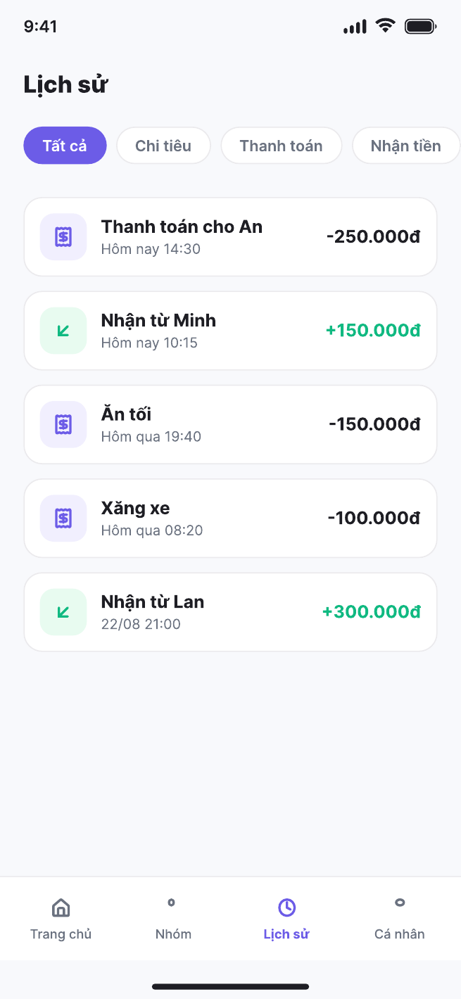 9:41
Lịch sử
Tất cả
Chi tiêu
Thanh toán
Nhận tiền
Thanh toán cho An
Hôm nay 14:30
-250.000đ
Nhận từ Minh
Hôm nay 10:15
+150.000đ
Ăn tối
Hôm qua 19:40
-150.000đ
Xăng xe
Hôm qua 08:20
-100.000đ
Nhận từ Lan
22/08 21:00
+300.000đ
Trang chủ
Nhóm
Lịch sử
Cá nhân